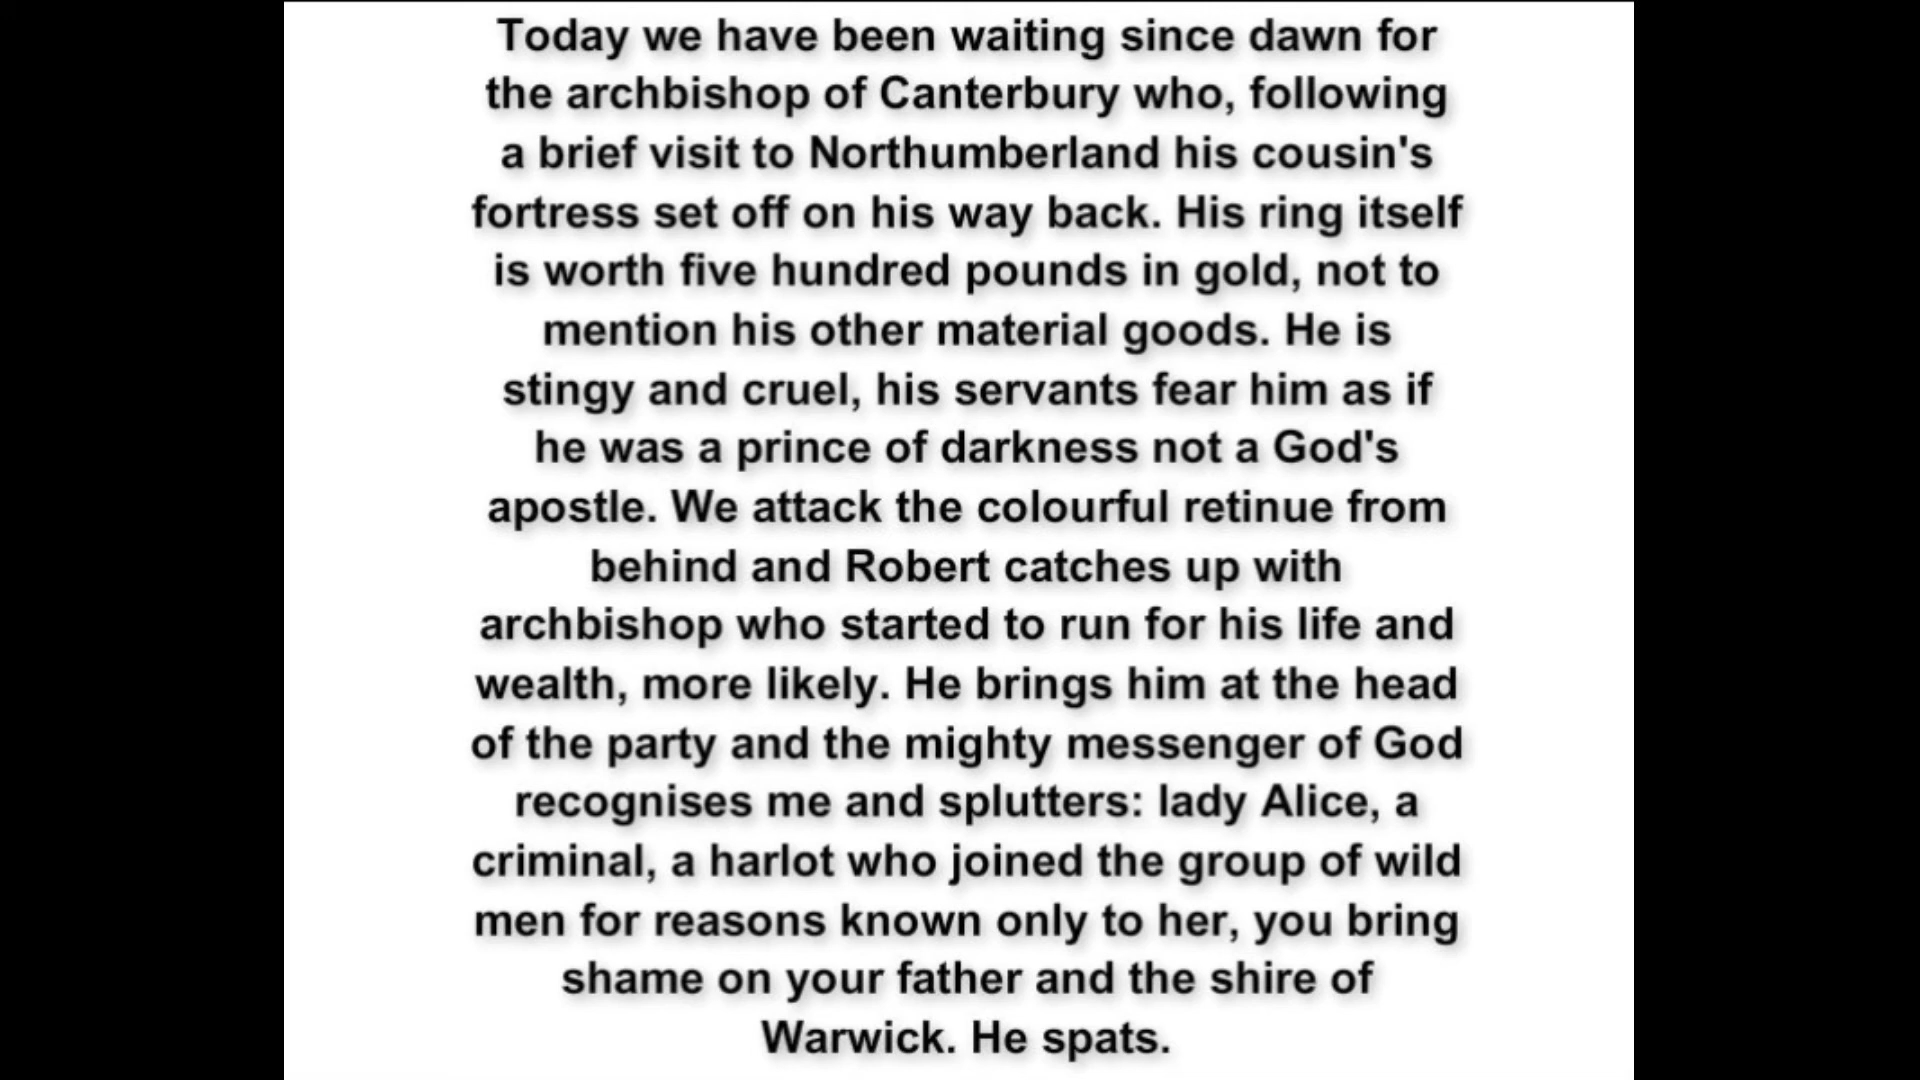 Today we have been waiting since dawn for
the archbishop of Canterbury who, following
a brief visit to Northumberland his cousin's
fortress set off on his way back. His ring itself
is worth five hundred pounds in gold, not to
mention his other material goods. He is
stingy and cruel, his servants fear him as if
he was a prince of darkness not a God's
apostle. We attack the colourful retinue from
behind and Robert catches up with
archbishop who started to run for his life and
wealth, more likely. He brings him at the head
of the party and the mighty messenger of God
recognises me and splutters: lady Alice, a
criminal, a harlot who joined the group of wild
men for reasons known only to her, you bring
shame on your father and the shire of
Warwick. He spats.